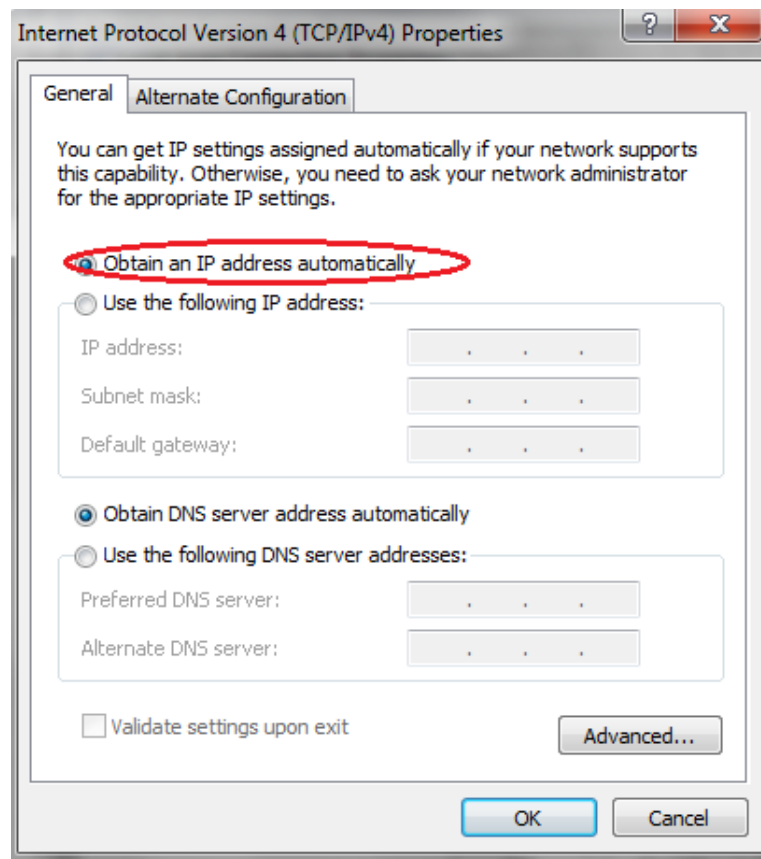 Internet Protocol Version 4 (TCP/IPv4) Properties
?
X
General
Alternate Configuration
You can get IP settings assigned automatically if your network supports
this capability. Otherwise, you need to ask your network administrator
for the appropriate IP settings.
Obtain an IP address automatically
Use the following IP address:
IP address: . . .
Subnet mask: . . .
Default gateway: . . .
Obtain DNS server address automatically
Use the following DNS server addresses:
Preferred DNS server: . . .
Alternate DNS server: . . .
Validate settings upon exit
Advanced...
OK
Cancel